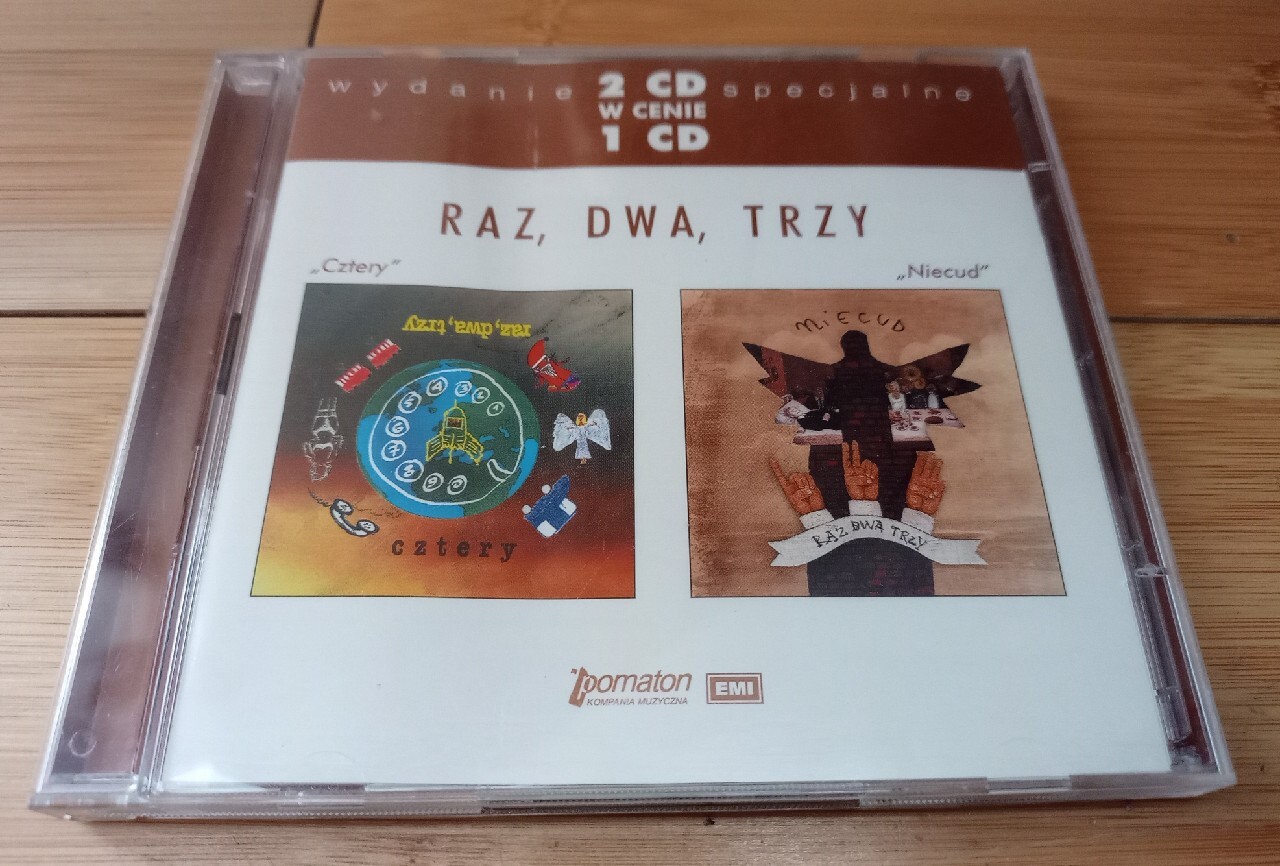 wydanie 2 CD specjalne
W CENIE
1 CD
RAZ, DWA, TRZY
„Cztery”
„Niecud”
raz, dwa, trzy
cztery
NIECUD
RAZ DWA TRZY
pomaton
KOMPANIA MUZYCZNA
EMI